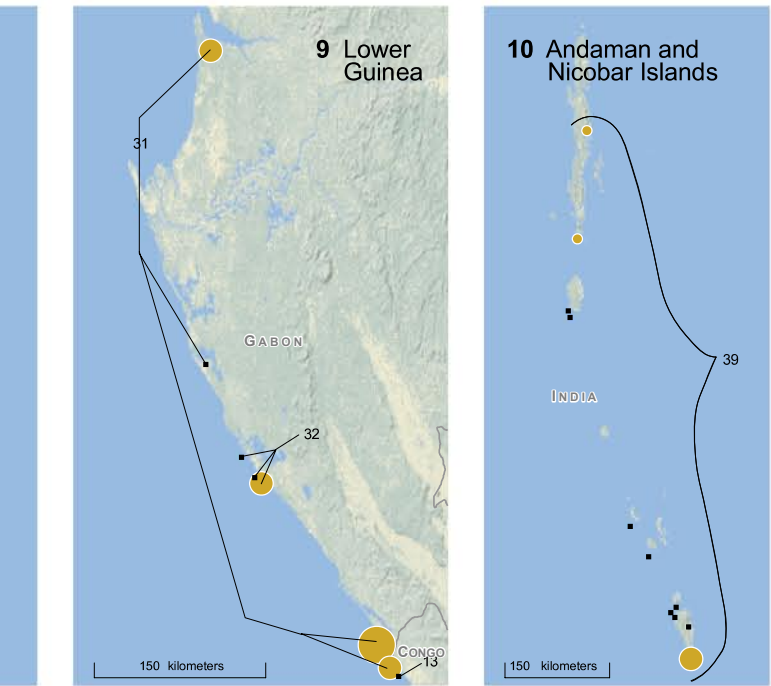 9 Lower
Guinea
31
GABON
32
CONGO
13
150 kilometers
10 Andaman and
Nicobar Islands
39
INDIA
150 kilometers